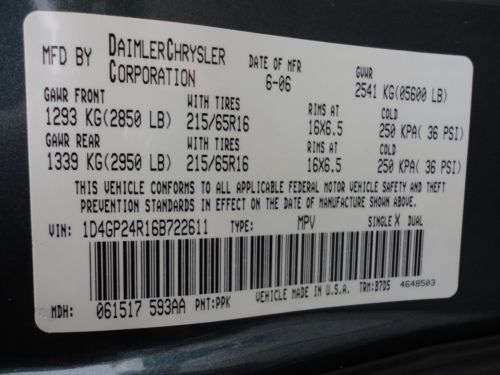 MFD BY DAIMLERCHRYSLER CORPORATION DATE OF MFR 6-06 GVWR 2541 KG(05600 LB)
GAWR FRONT WITH TIRES RIMS AT COLD
1293 KG(2850 LB) 215/65R16 16X6.5 250 KPA( 36 PSI)
GAWR REAR WITH TIRES RIMS AT COLD
1339 KG(2950 LB) 215/65R16 16X6.5 250 KPA( 36 PSI)
THIS VEHICLE CONFORMS TO ALL APPLICABLE FEDERAL MOTOR VEHICLE SAFETY AND THEFT
PREVENTION STANDARDS IN EFFECT ON THE DATE OF MANUFACTURE SHOWN ABOVE.
VIN: 1D4GP24R16B722611 TYPE: MPV SINGLE X DUAL
MDH: 061517 593AA PNT:PPK VEHICLE MADE IN U.S.A. TRM:B7D5 4648503